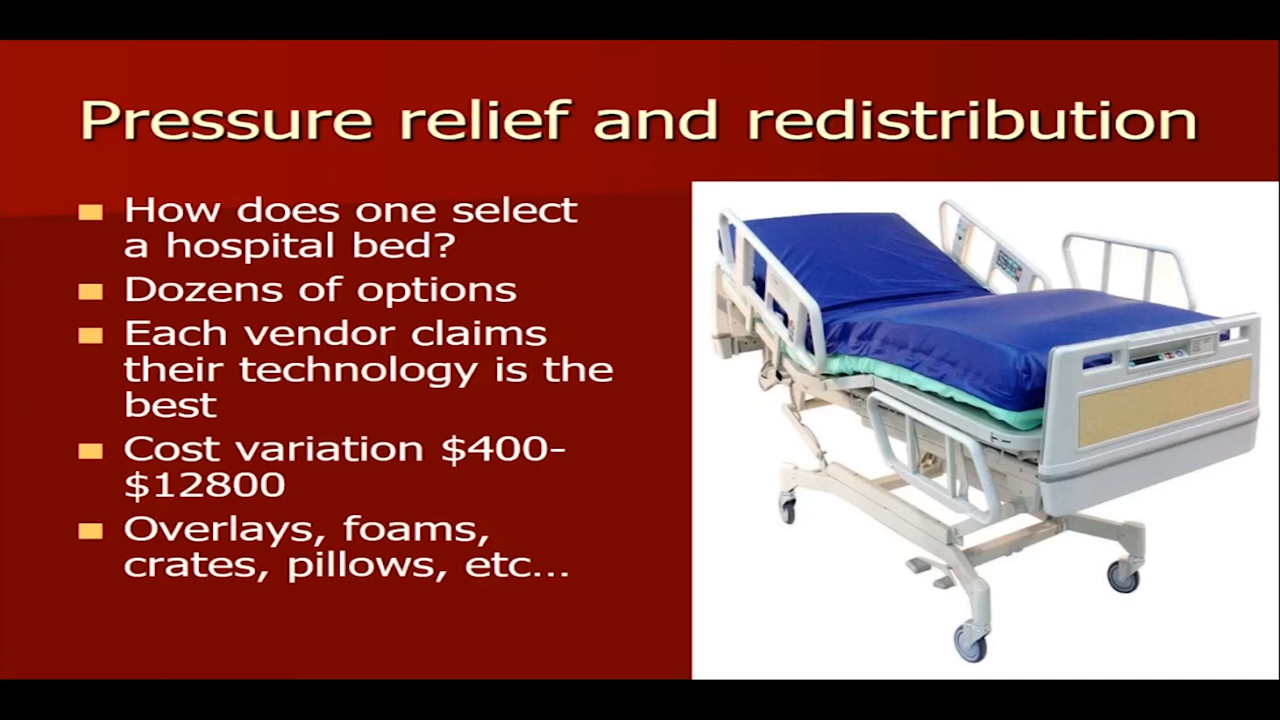 Pressure relief and redistribution
How does one select
a hospital bed?
Dozens of options
Each vendor claims
their technology is the
best
Cost variation $400-
$12800
Overlays, foams,
crates, pillows, etc…